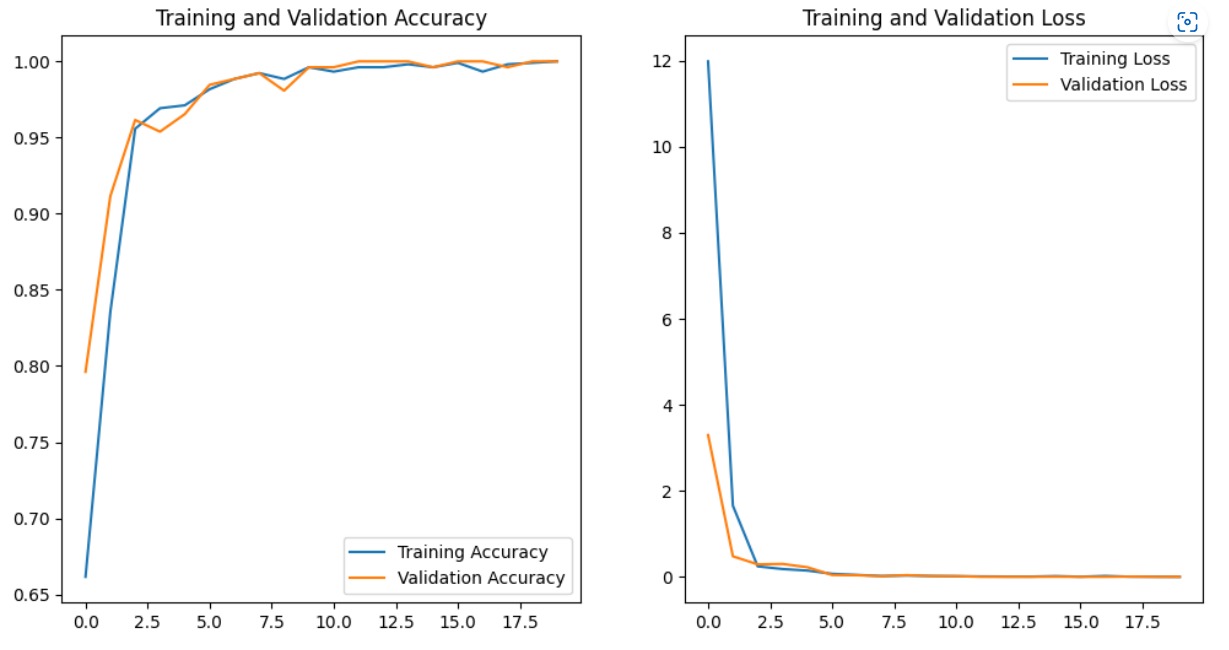 Training and Validation Accuracy
1.00
0.95
0.90
0.85
0.80
0.75
0.70
0.65
Training Accuracy
Validation Accuracy
0.0 2.5 5.0 7.5 10.0 12.5 15.0 17.5
Training and Validation Loss
12
10
8
6
4
2
0
Training Loss
Validation Loss
0.0 2.5 5.0 7.5 10.0 12.5 15.0 17.5